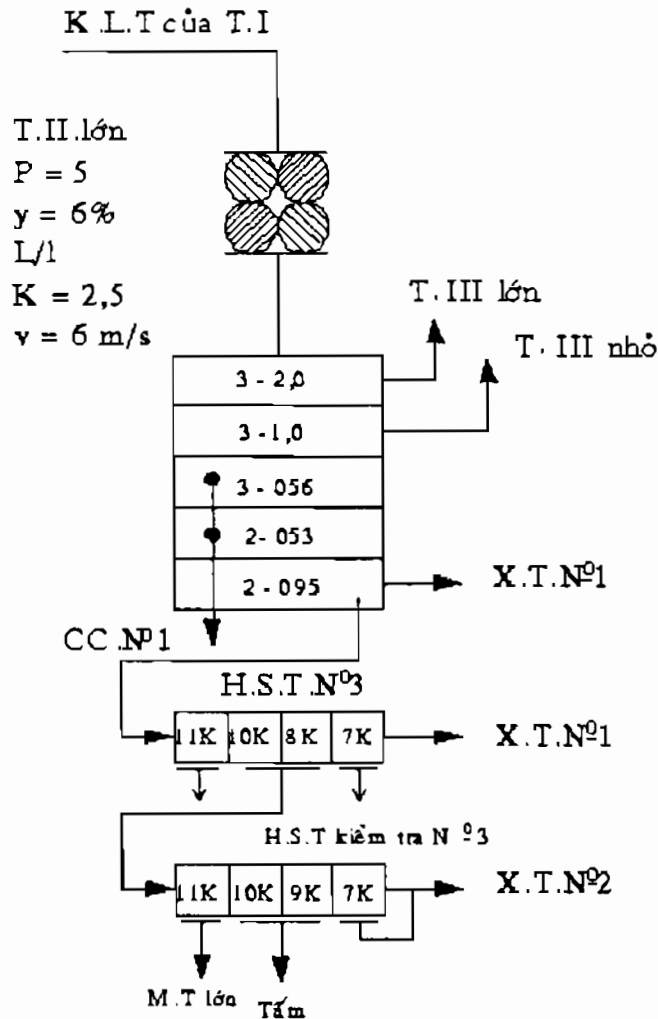 K.L.T của T.I
T.II.lớn
P = 5
y = 6%
L/l
K = 2,5
v = 6 m/s
T.III lớn
T.III nhỏ
3 - 2,0
3 - 1,0
3 - 056
2- 053
2 - 095
X.T.Nº1
CC.Nº1
H.S.T.Nº3
11K 10K 8K 7K
X.T.Nº1
H.S.T kiểm tra Nº3
11K 10K 9K 7K
X.T.Nº2
M.T lớn
Tấm